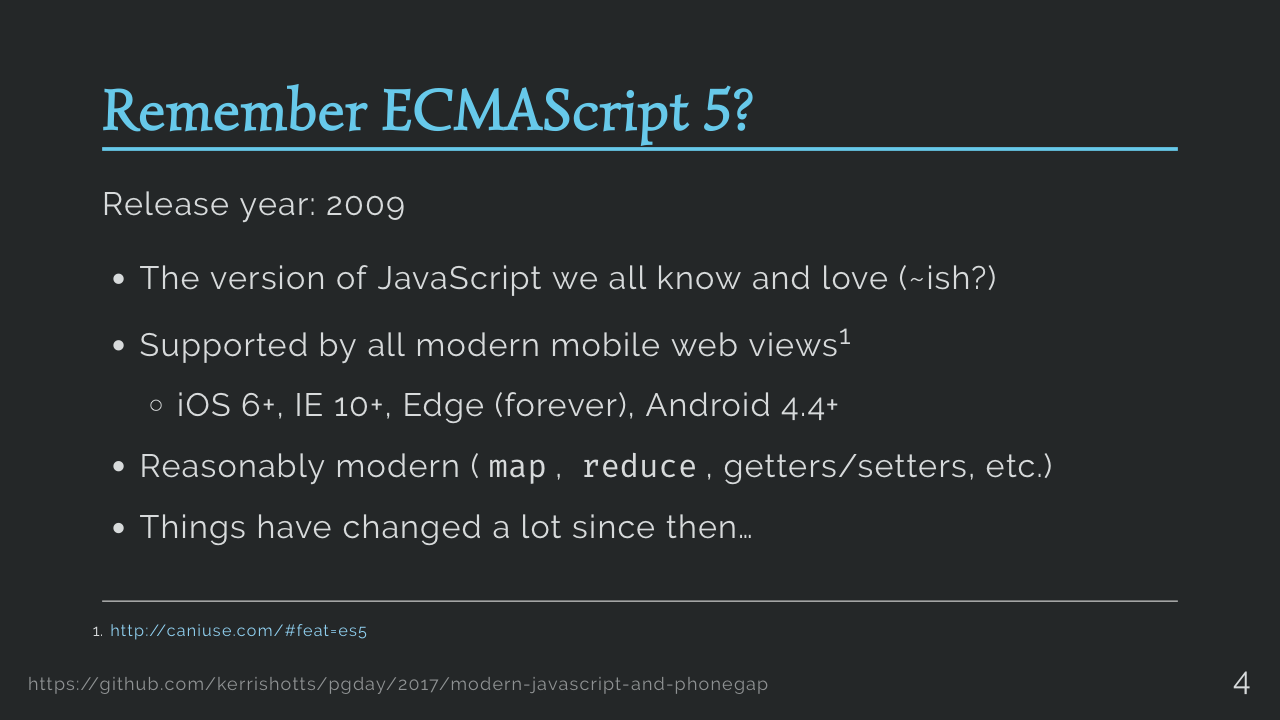 Remember ECMAScript 5?
Release year: 2009
• The version of JavaScript we all know and love (~ish?)
• Supported by all modern mobile web views1
○ iOS 6+, IE 10+, Edge (forever), Android 4.4+
• Reasonably modern ( map , reduce , getters/setters, etc.)
• Things have changed a lot since then…
1. http://caniuse.com/#feat=es5
https://github.com/kerrishotts/pgday/2017/modern-javascript-and-phonegap
4